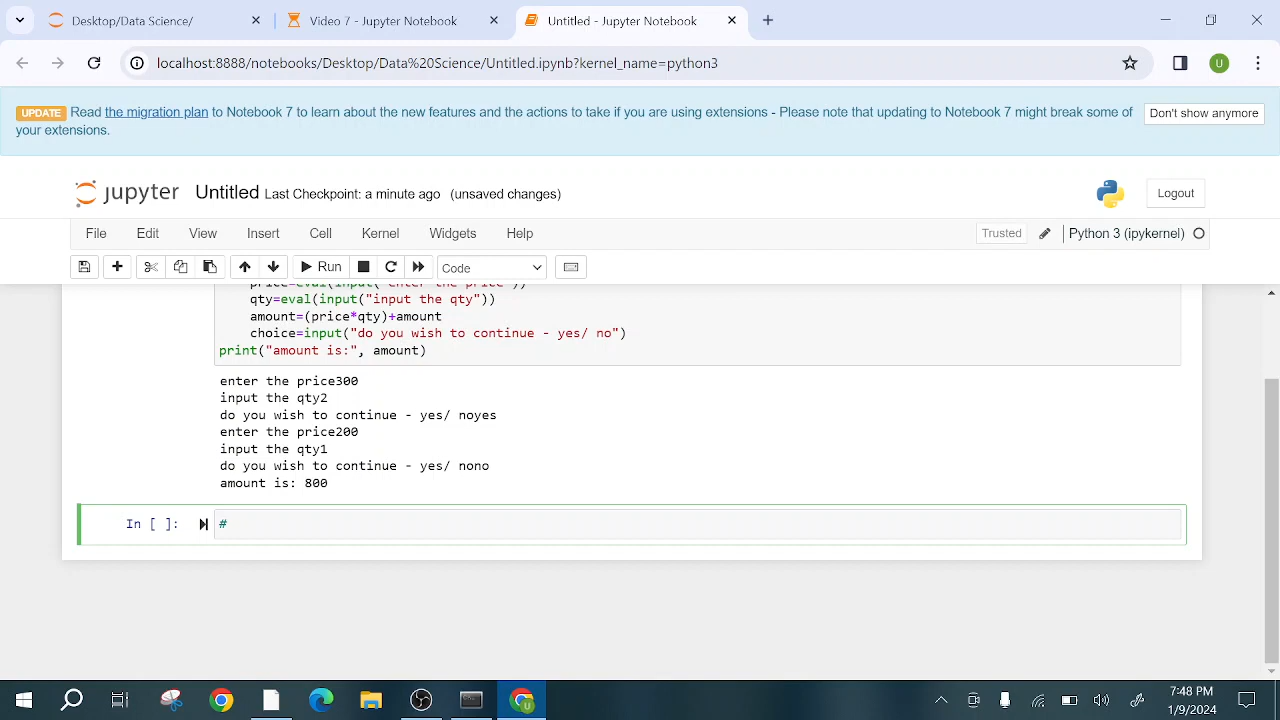 Desktop/Data Science/
Video 7 - Jupyter Notebook
Untitled - Jupyter Notebook
localhost:8888/notebooks/Desktop/Data%20Science/Untitled.ipynb?kernel_name=python3
U
UPDATE Read the migration plan to Notebook 7 to learn about the new features and the actions to take if you are using extensions - Please note that updating to Notebook 7 might break some of
your extensions.
Don't show anymore
jupyter Untitled Last Checkpoint: a minute ago (unsaved changes)
Logout
File Edit View Insert Cell Kernel Widgets Help
Trusted Python 3 (ipykernel)
Run Code
price=eval(input("enter the price"))
qty=eval(input("input the qty"))
amount=(price*qty)+amount
choice=input("do you wish to continue - yes/ no")
print("amount is:", amount)
enter the price300
input the qty2
do you wish to continue - yes/ noyes
enter the price200
input the qty1
do you wish to continue - yes/ nono
amount is: 800
In [ ]: #
7:48 PM
1/9/2024